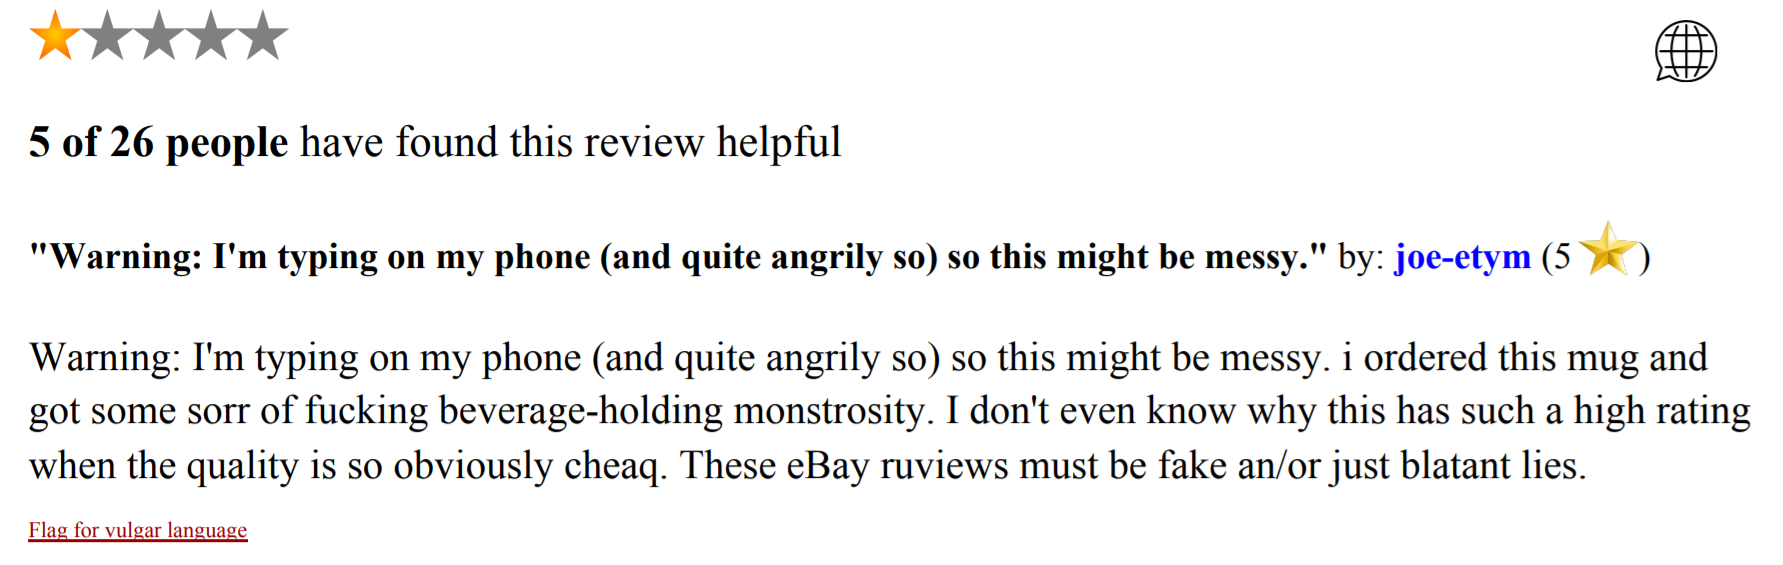 5 of 26 people have found this review helpful
"Warning: I'm typing on my phone (and quite angrily so) so this might be messy." by: joe-etym (5 )
Warning: I'm typing on my phone (and quite angrily so) so this might be messy. i ordered this mug and
got some sorr of fucking beverage-holding monstrosity. I don't even know why this has such a high rating
when the quality is so obviously cheaq. These eBay ruviews must be fake an/or just blatant lies.
Flag for vulgar language